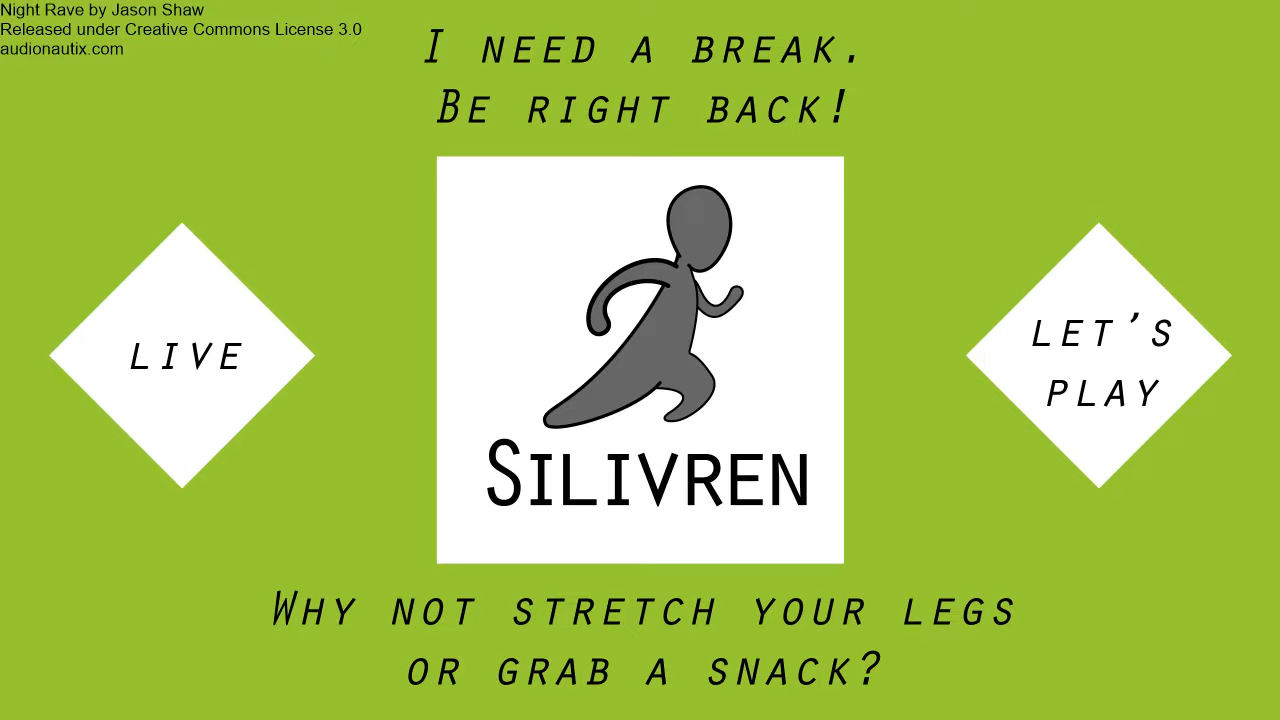 Night Rave by Jason Shaw
Released under Creative Commons License 3.0
audionautix.com
I need a break.
Be right back!
live
let's
play
Silivren
Why not stretch your legs
or grab a snack?